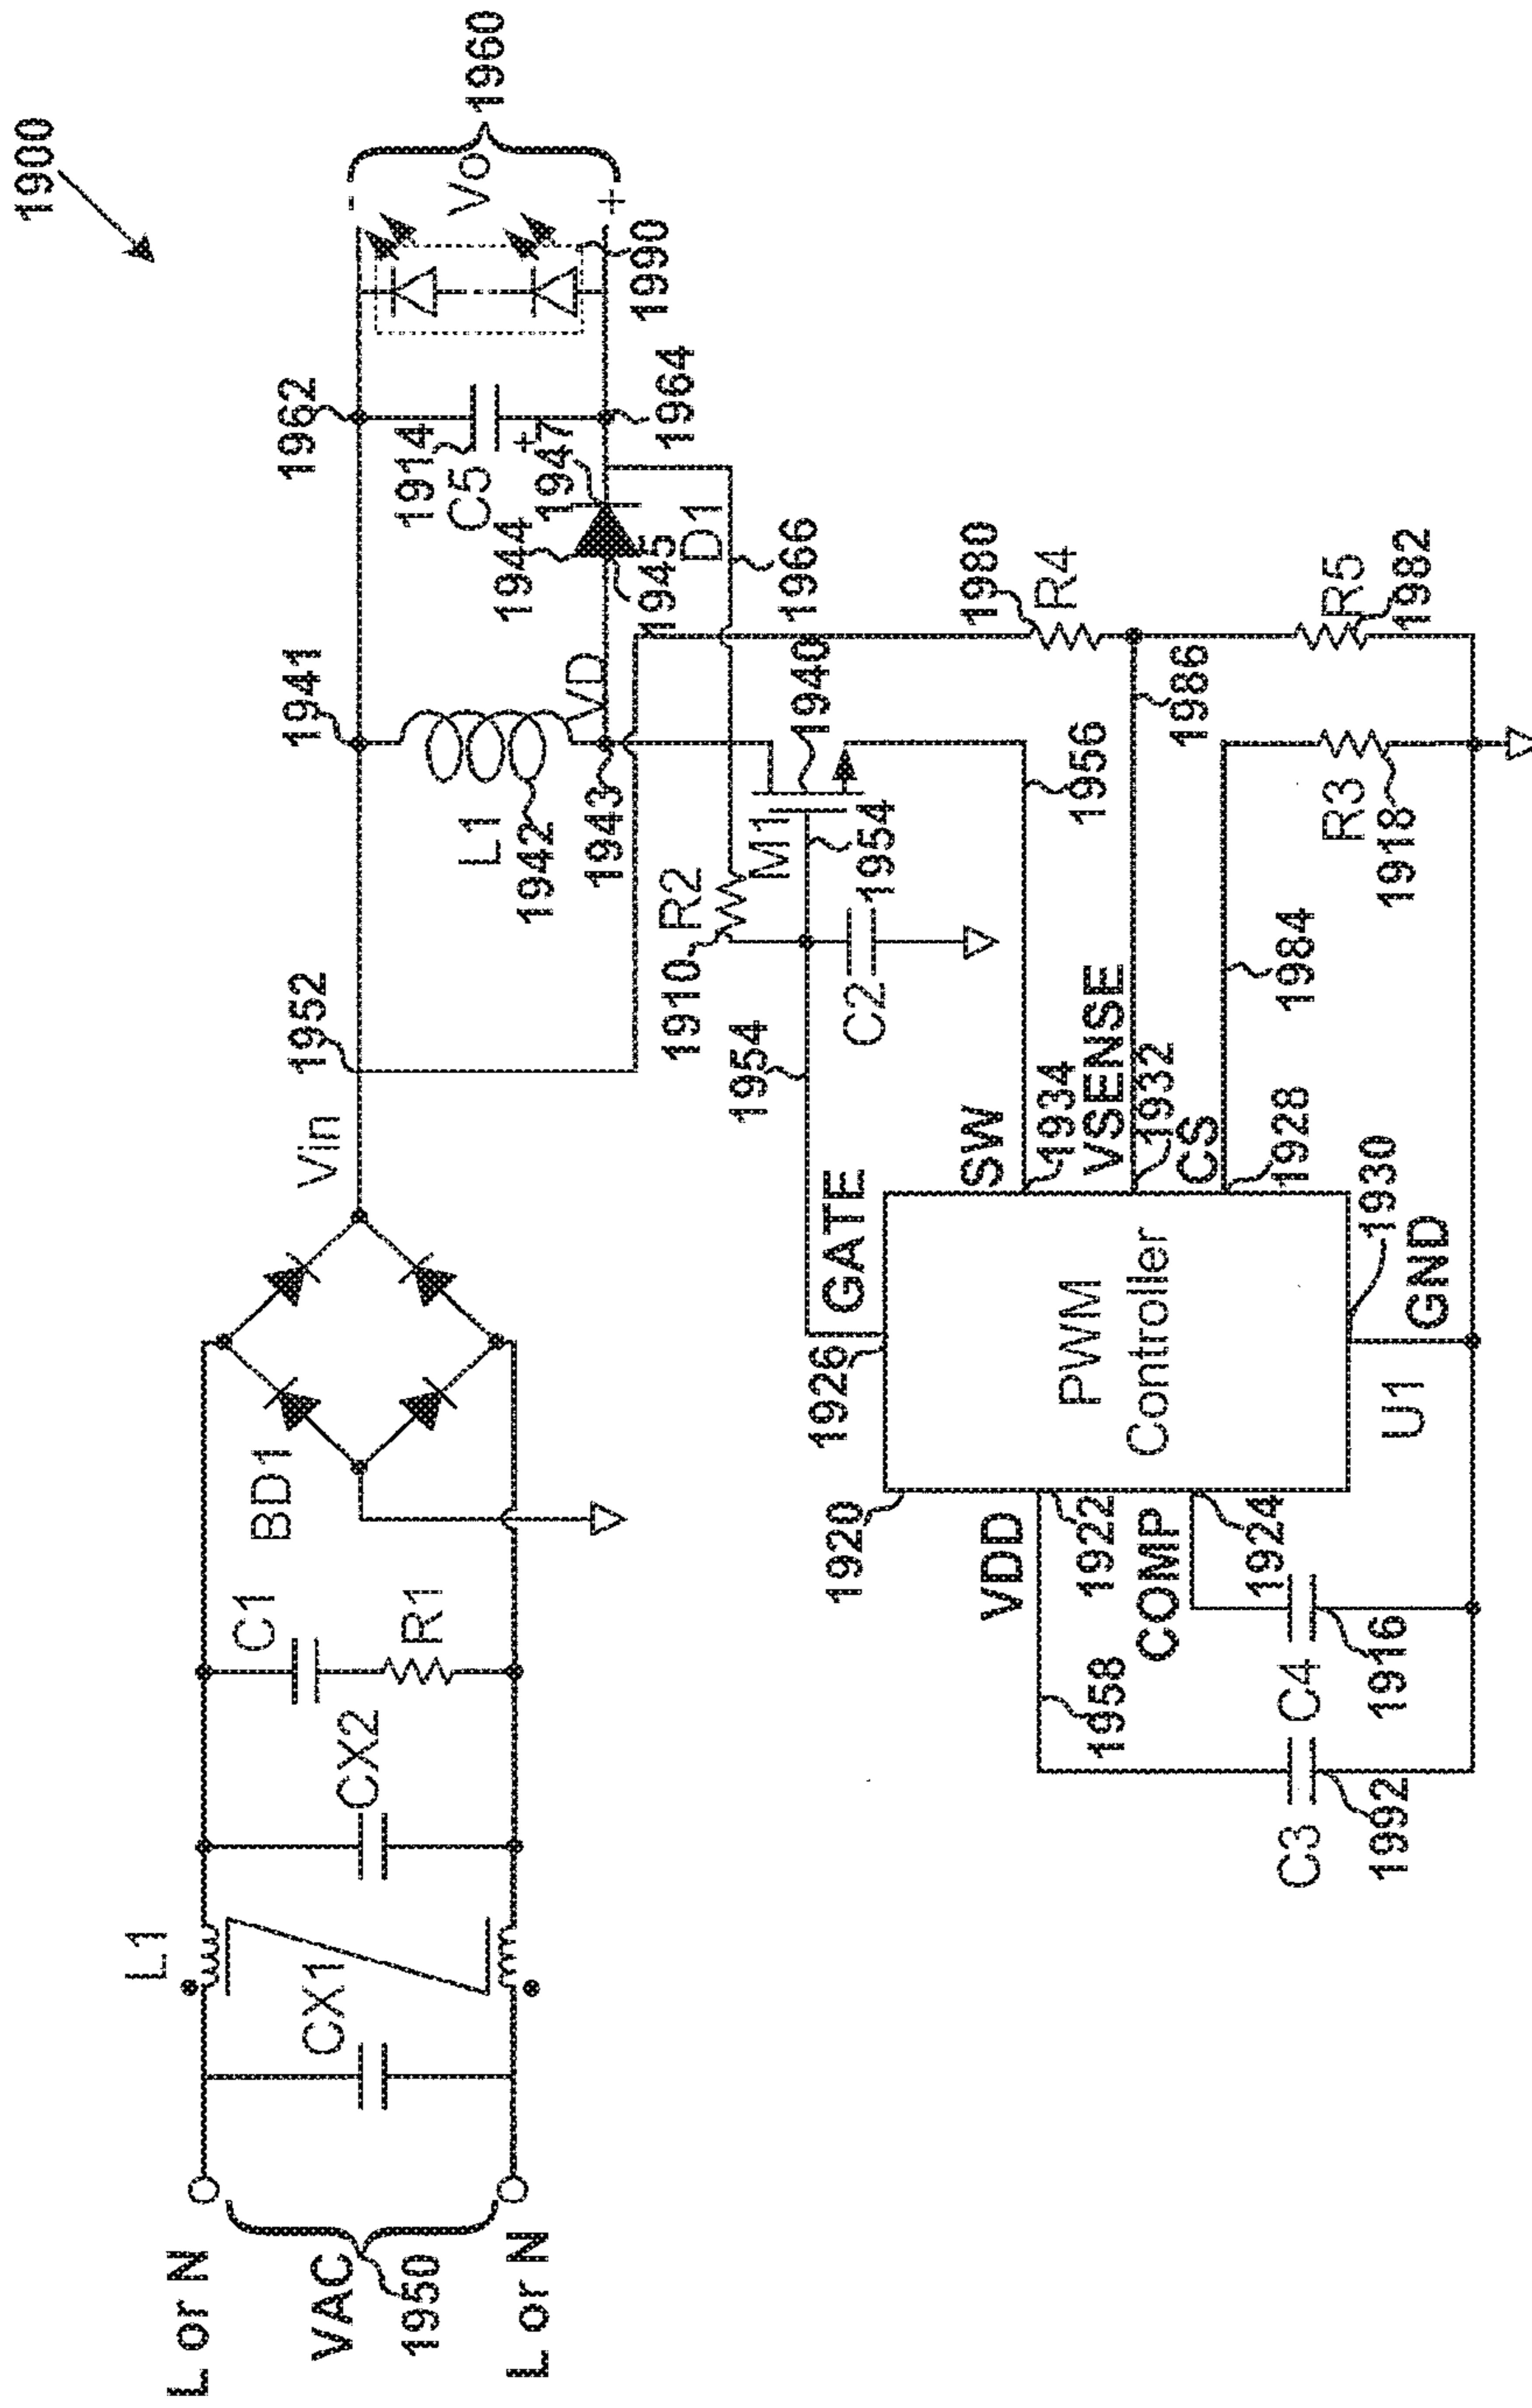 1900
L or N
VAC
1950
L or N
L1
CX1
CX2
C1
R1
BD1
Vin
1952
1941
L1
1942
VD
1943
1944
1945
1947
D1
1962
1914
C5
+
1964
-
Vo
+
1960
1990
1966
1910
R2
M1
1940
1954
C2
1954
1956
1980
R4
1986
R5
1982
R3
1918
1984
GATE
1926
SW
1934
VSENSE
1932
CS
1928
1930
GND
PWM
Controller
U1
1920
VDD
1922
COMP
1924
1958
C4
1916
C3
1992